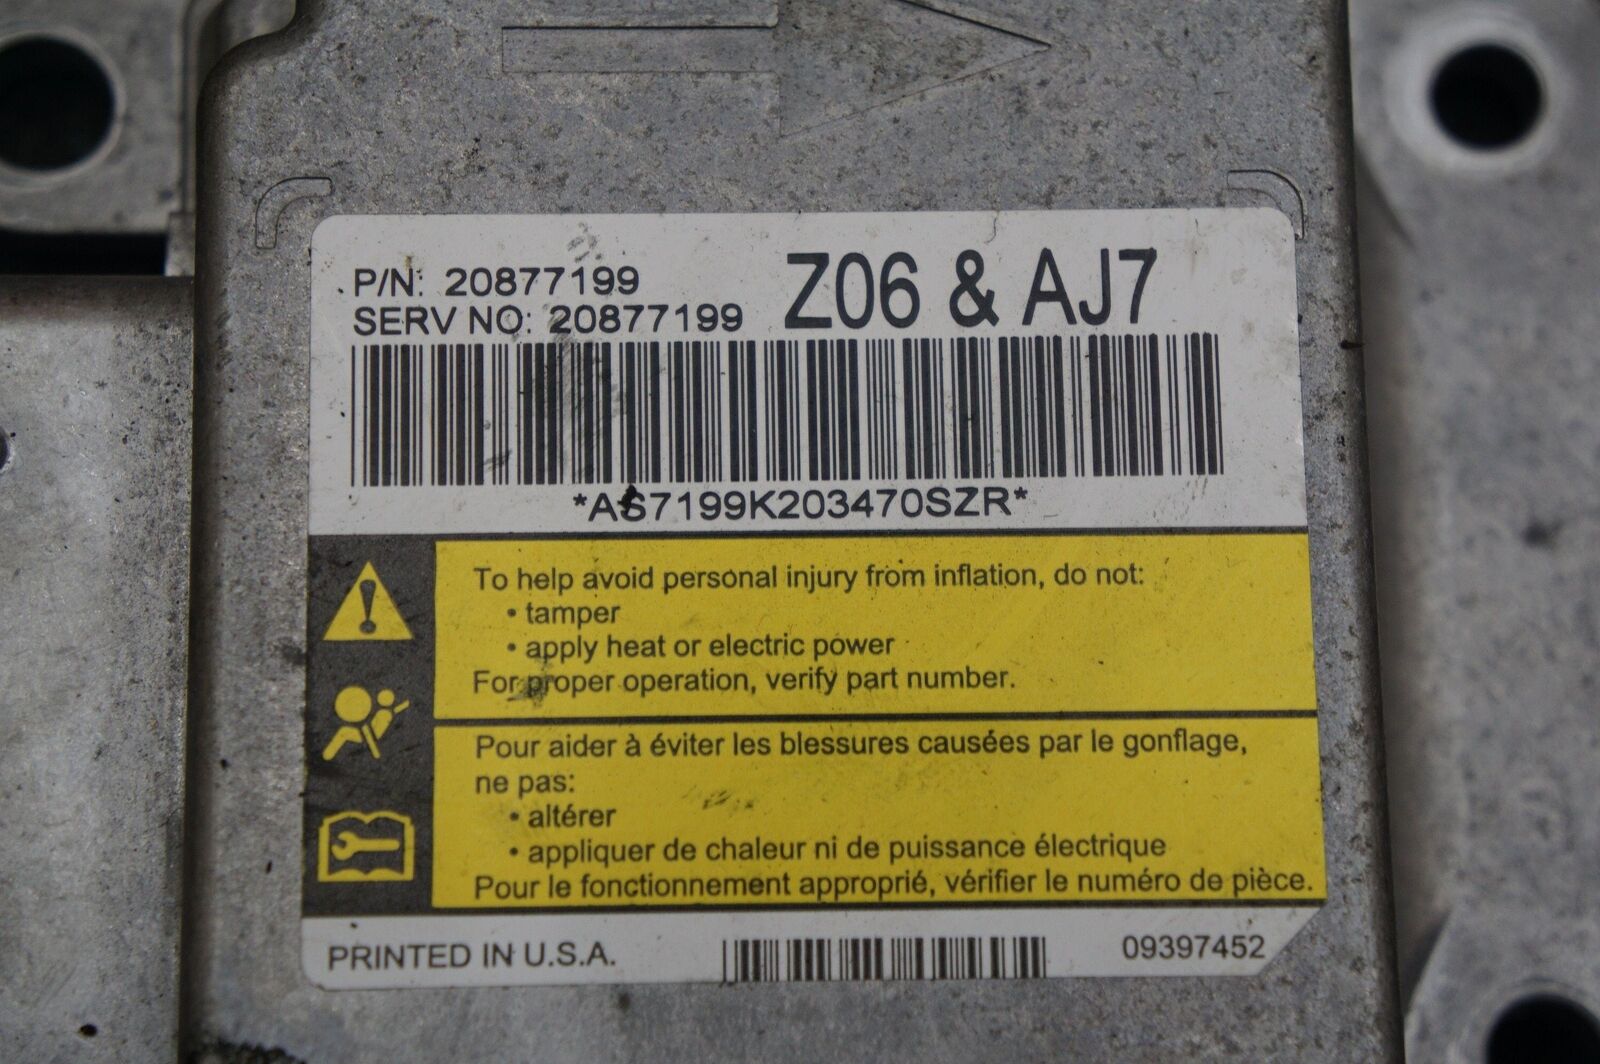 P/N: 20877199
SERV NO: 20877199
Z06 & AJ7
*AS7199K203470SZR*
To help avoid personal injury from inflation, do not:
• tamper
• apply heat or electric power
For proper operation, verify part number.
Pour aider à éviter les blessures causées par le gonflage,
ne pas:
• altérer
• appliquer de chaleur ni de puissance électrique
Pour le fonctionnement approprié, vérifier le numéro de pièce.
PRINTED IN U.S.A.
09397452